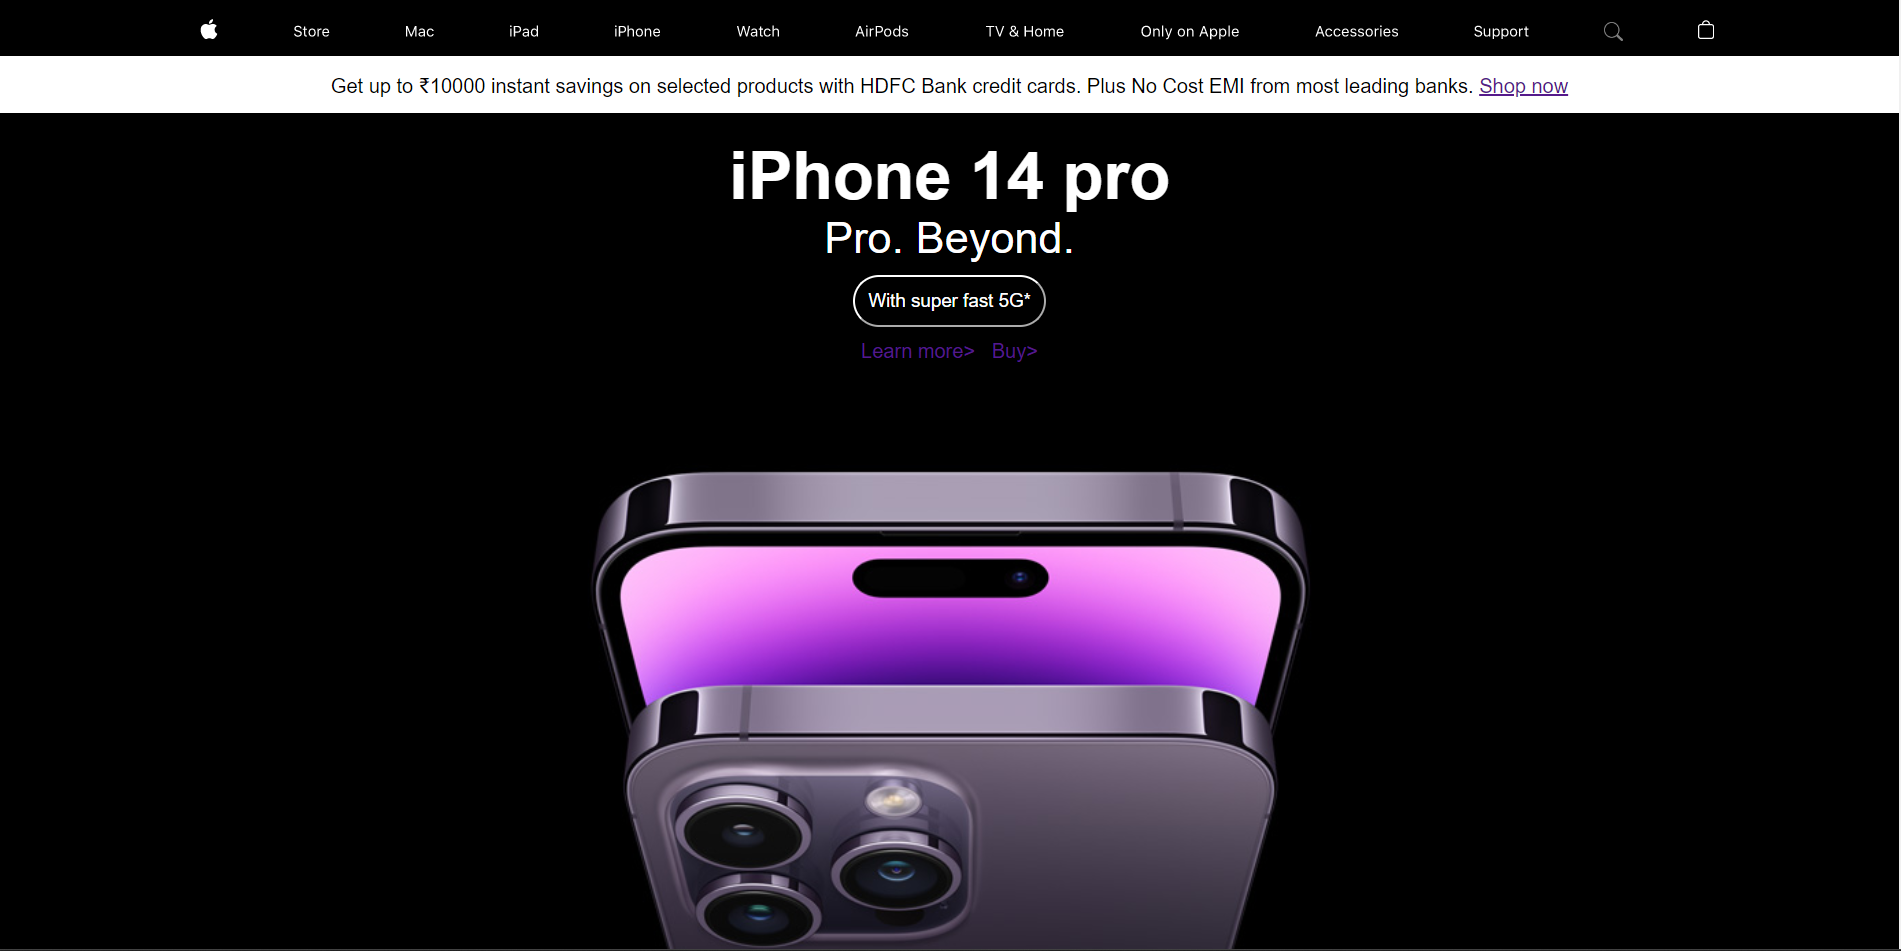 Store Mac iPad iPhone Watch AirPods TV & Home Only on Apple Accessories Support
Get up to ₹10000 instant savings on selected products with HDFC Bank credit cards. Plus No Cost EMI from most leading banks. Shop now
iPhone 14 pro
Pro. Beyond.
With super fast 5G*
Learn more> Buy>